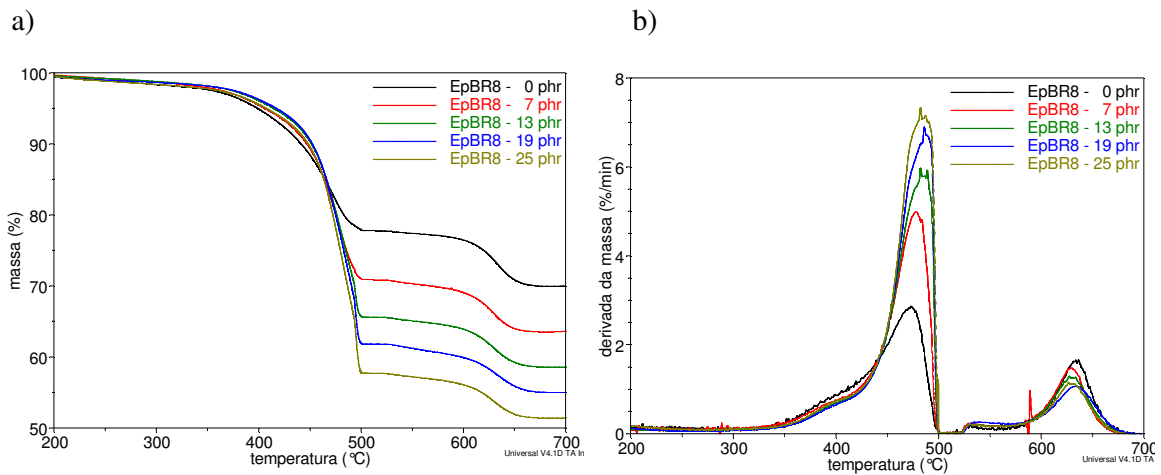 a)
b)
100
90
80
70
60
50
massa (%)
EpBR8 - 0 phr
EpBR8 - 7 phr
EpBR8 - 13 phr
EpBR8 - 19 phr
EpBR8 - 25 phr
200 300 400 500 600 700
temperatura (°C)
Universal V4.1D TA In
8
6
4
2
0
derivada da massa (%/min)
EpBR8 - 0 phr
EpBR8 - 7 phr
EpBR8 - 13 phr
EpBR8 - 19 phr
EpBR8 - 25 phr
200 300 400 500 600 700
temperatura (°C)
Universal V4.1D TA